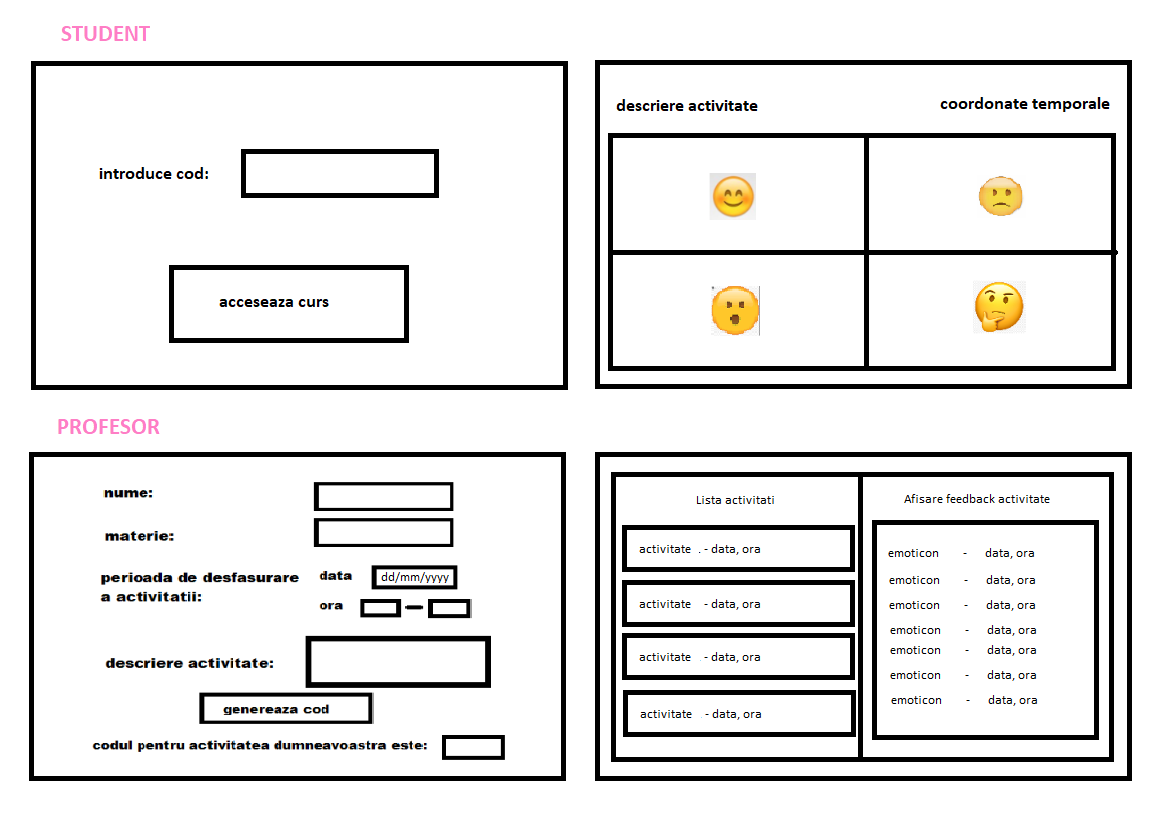 STUDENT
introduce cod:
acceseaza curs
descriere activitate
coordonate temporale
PROFESOR
nume:
materie:
perioada de desfasurare
a activitatii:
data
dd/mm/yyyy
ora
descriere activitate:
genereaza cod
codul pentru activitatea dumneavoastra este:
Lista activitati
activitate . - data, ora
activitate - data, ora
activitate - data, ora
activitate - data, ora
Afisare feedback activitate
emoticon - data, ora
emoticon - data, ora
emoticon - data, ora
emoticon - data, ora
emoticon - data, ora
emoticon - data, ora
emoticon - data, ora